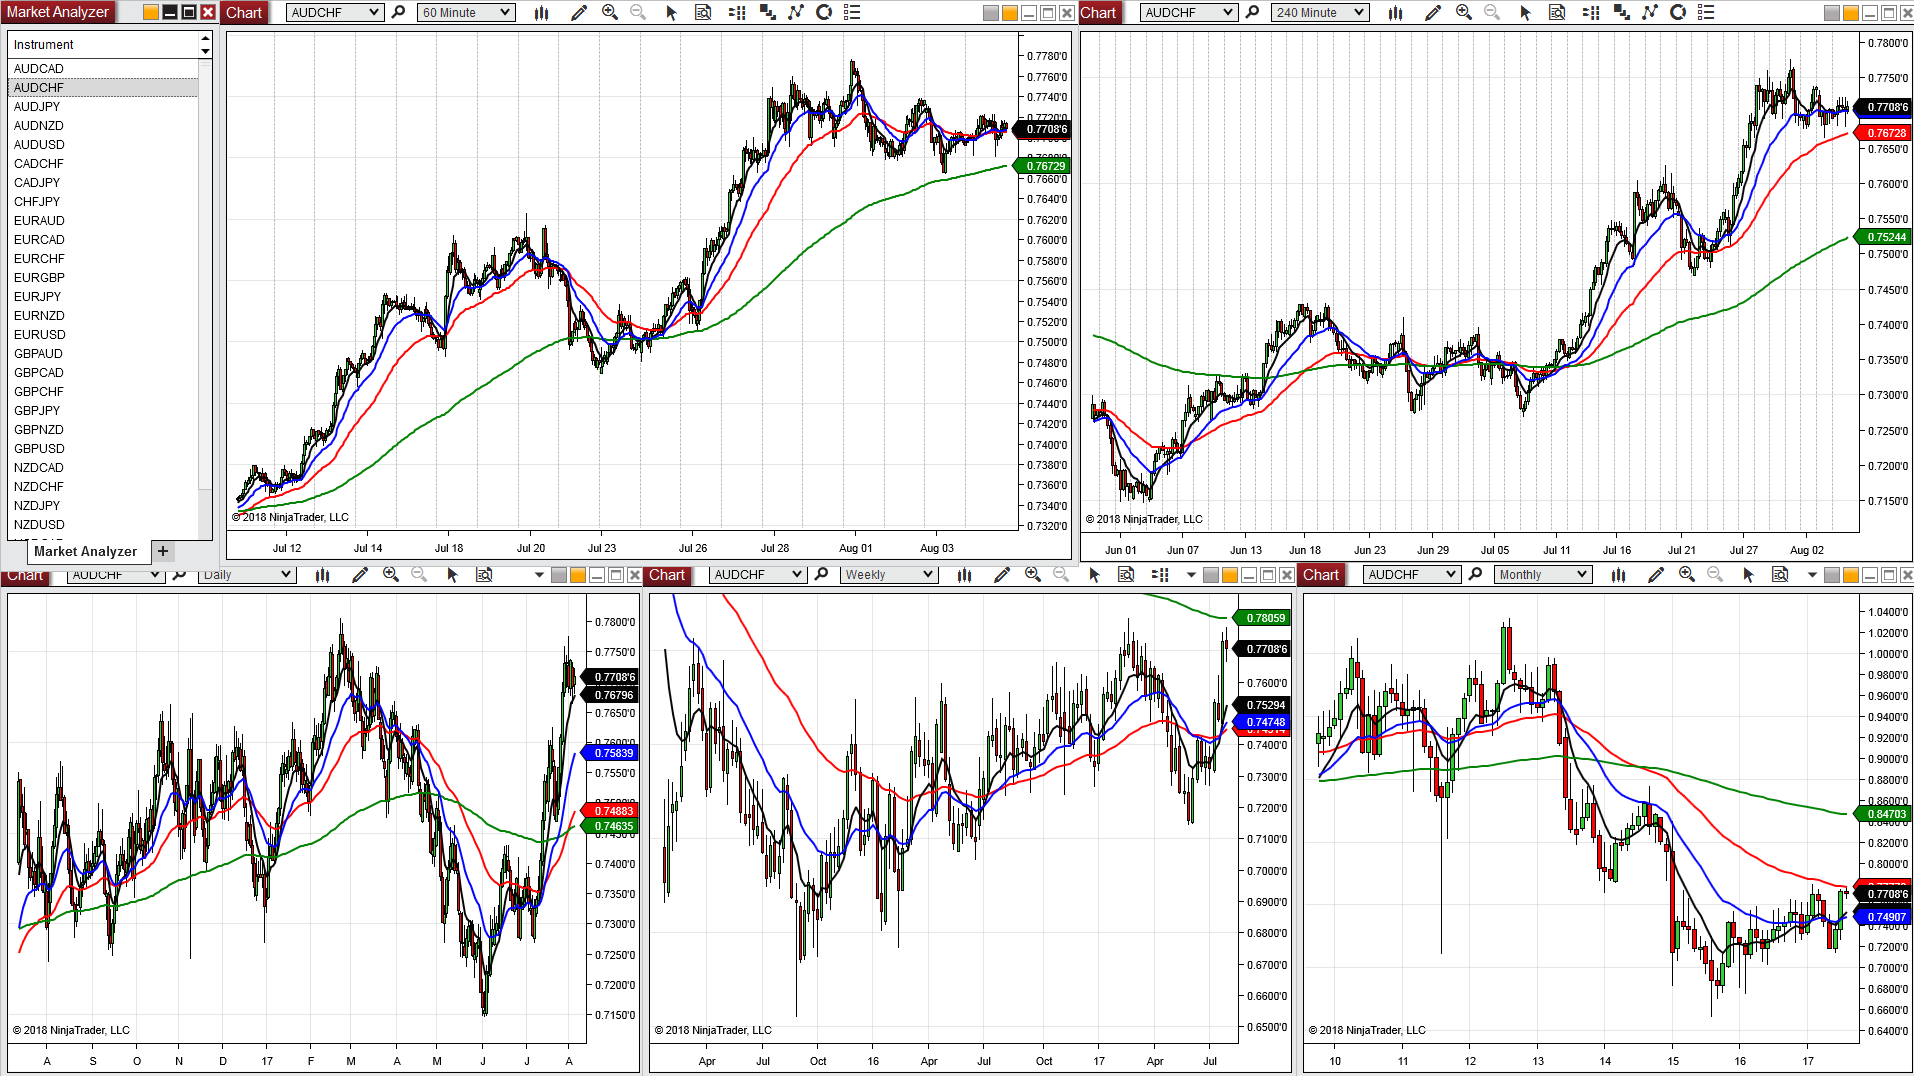 Market Analyzer
Instrument
AUDCAD
AUDCHF
AUDJPY
AUDNZD
AUDUSD
CADCHF
CADJPY
CHFJPY
EURAUD
EURCAD
EURCHF
EURGBP
EURJPY
EURNZD
EURUSD
GBPAUD
GBPCAD
GBPCHF
GBPJPY
GBPNZD
GBPUSD
NZDCAD
NZDCHF
NZDJPY
NZDUSD
Market Analyzer +
Chart AUDCHF 60 Minute
0.7780'0
0.7760'0
0.7740'0
0.7720'0
0.7708'6
0.76729
0.7660'0
0.7640'0
0.7620'0
0.7600'0
0.7580'0
0.7560'0
0.7540'0
0.7520'0
0.7500'0
0.7480'0
0.7460'0
0.7440'0
0.7420'0
0.7400'0
0.7380'0
0.7360'0
0.7340'0
0.7320'0
© 2018 NinjaTrader, LLC
Jul 12 Jul 14 Jul 18 Jul 20 Jul 23 Jul 26 Jul 28 Aug 01 Aug 03
Chart AUDCHF 240 Minute
0.7800'0
0.7750'0
0.7708'6
0.76728
0.7650'0
0.7600'0
0.7550'0
0.75244
0.7500'0
0.7450'0
0.7400'0
0.7350'0
0.7300'0
0.7250'0
0.7200'0
0.7150'0
© 2018 NinjaTrader, LLC
Jun 01 Jun 07 Jun 13 Jun 18 Jun 23 Jun 29 Jul 05 Jul 11 Jul 16 Jul 21 Jul 27 Aug 02
Chart AUDCHF Daily
0.7800'0
0.7750'0
0.7708'6
0.76796
0.7650'0
0.7600'0
0.75839
0.7550'0
0.74883
0.74635
0.7400'0
0.7350'0
0.7300'0
0.7250'0
0.7200'0
0.7150'0
© 2018 NinjaTrader, LLC
A S O N D 17 F M A M J J A
Chart AUDCHF Weekly
0.78059
0.7708'6
0.7600'0
0.75294
0.74748
0.7400'0
0.7300'0
0.7200'0
0.7100'0
0.7000'0
0.6900'0
0.6800'0
0.6700'0
0.6600'0
0.6500'0
© 2018 NinjaTrader, LLC
Apr Jul Oct 16 Apr Jul Oct 17 Apr Jul
Chart AUDCHF Monthly
1.0400'0
1.0200'0
1.0000'0
0.9800'0
0.9600'0
0.9400'0
0.9200'0
0.9000'0
0.8800'0
0.8600'0
0.84703
0.8400'0
0.8200'0
0.8000'0
0.7708'6
0.74907
0.7400'0
0.7200'0
0.7000'0
0.6800'0
0.6600'0
0.6400'0
© 2018 NinjaTrader, LLC
10 11 12 13 14 15 16 17